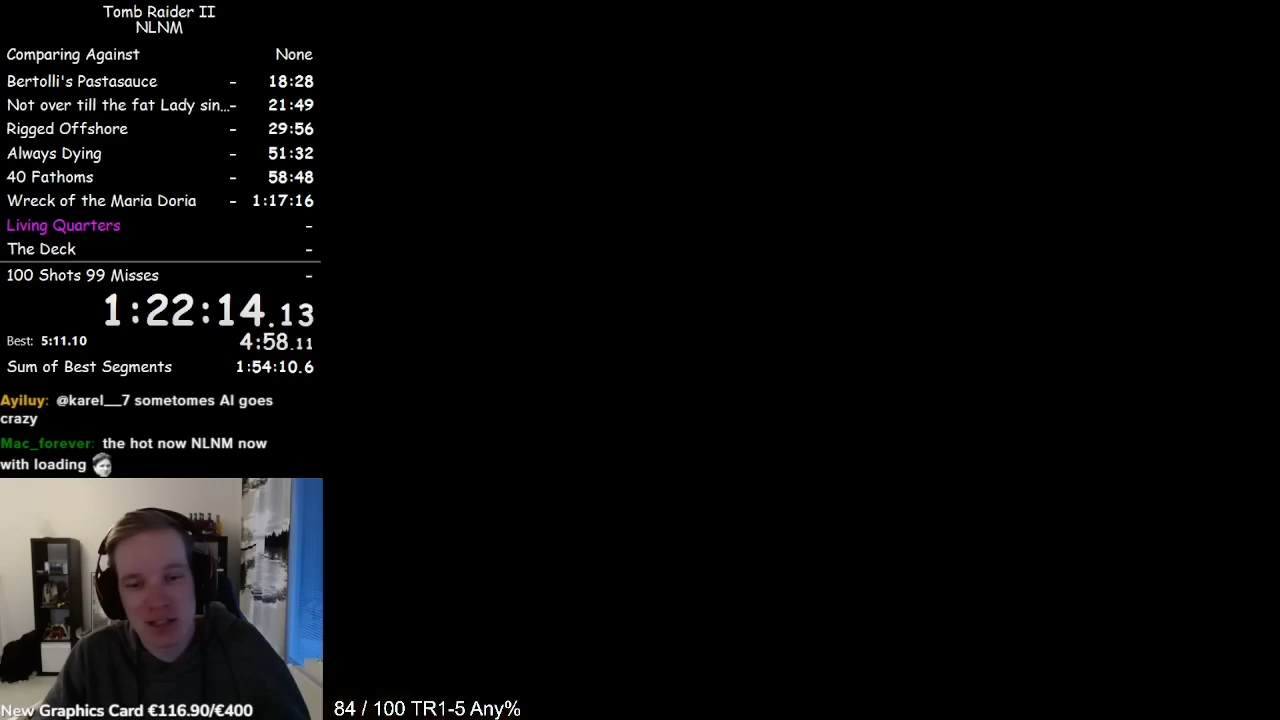 Tomb Raider II
NLNM
Comparing Against None
Bertolli's Pastasauce - 18:28
Not over till the fat Lady sin...- 21:49
Rigged Offshore - 29:56
Always Dying - 51:32
40 Fathoms - 58:48
Wreck of the Maria Doria - 1:17:16
Living Quarters -
The Deck -
100 Shots 99 Misses -
1:22:14.13
Best: 5:11.10 4:58.11
Sum of Best Segments 1:54:10.6
Ayiluy: @karel__7 sometomes AI goes
crazy
Mac_forever: the hot now NLNM now
with loading
New Graphics Card €116.90/€400
84 / 100 TR1-5 Any%